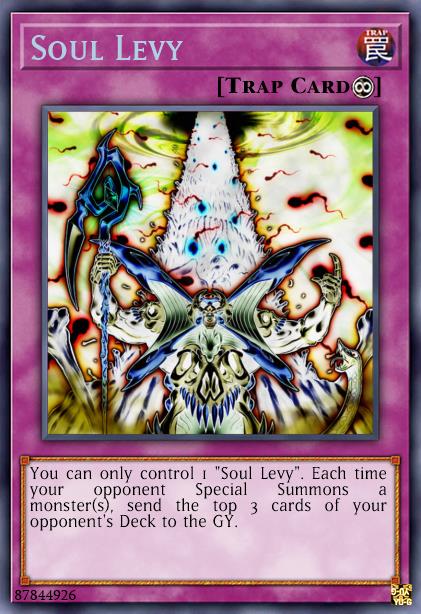 Soul Levy
TRAP
罠
[Trap Card]
You can only control 1 "Soul Levy". Each time
your opponent Special Summons a
monster(s), send the top 3 cards of your
opponent's Deck to the GY.
87844926